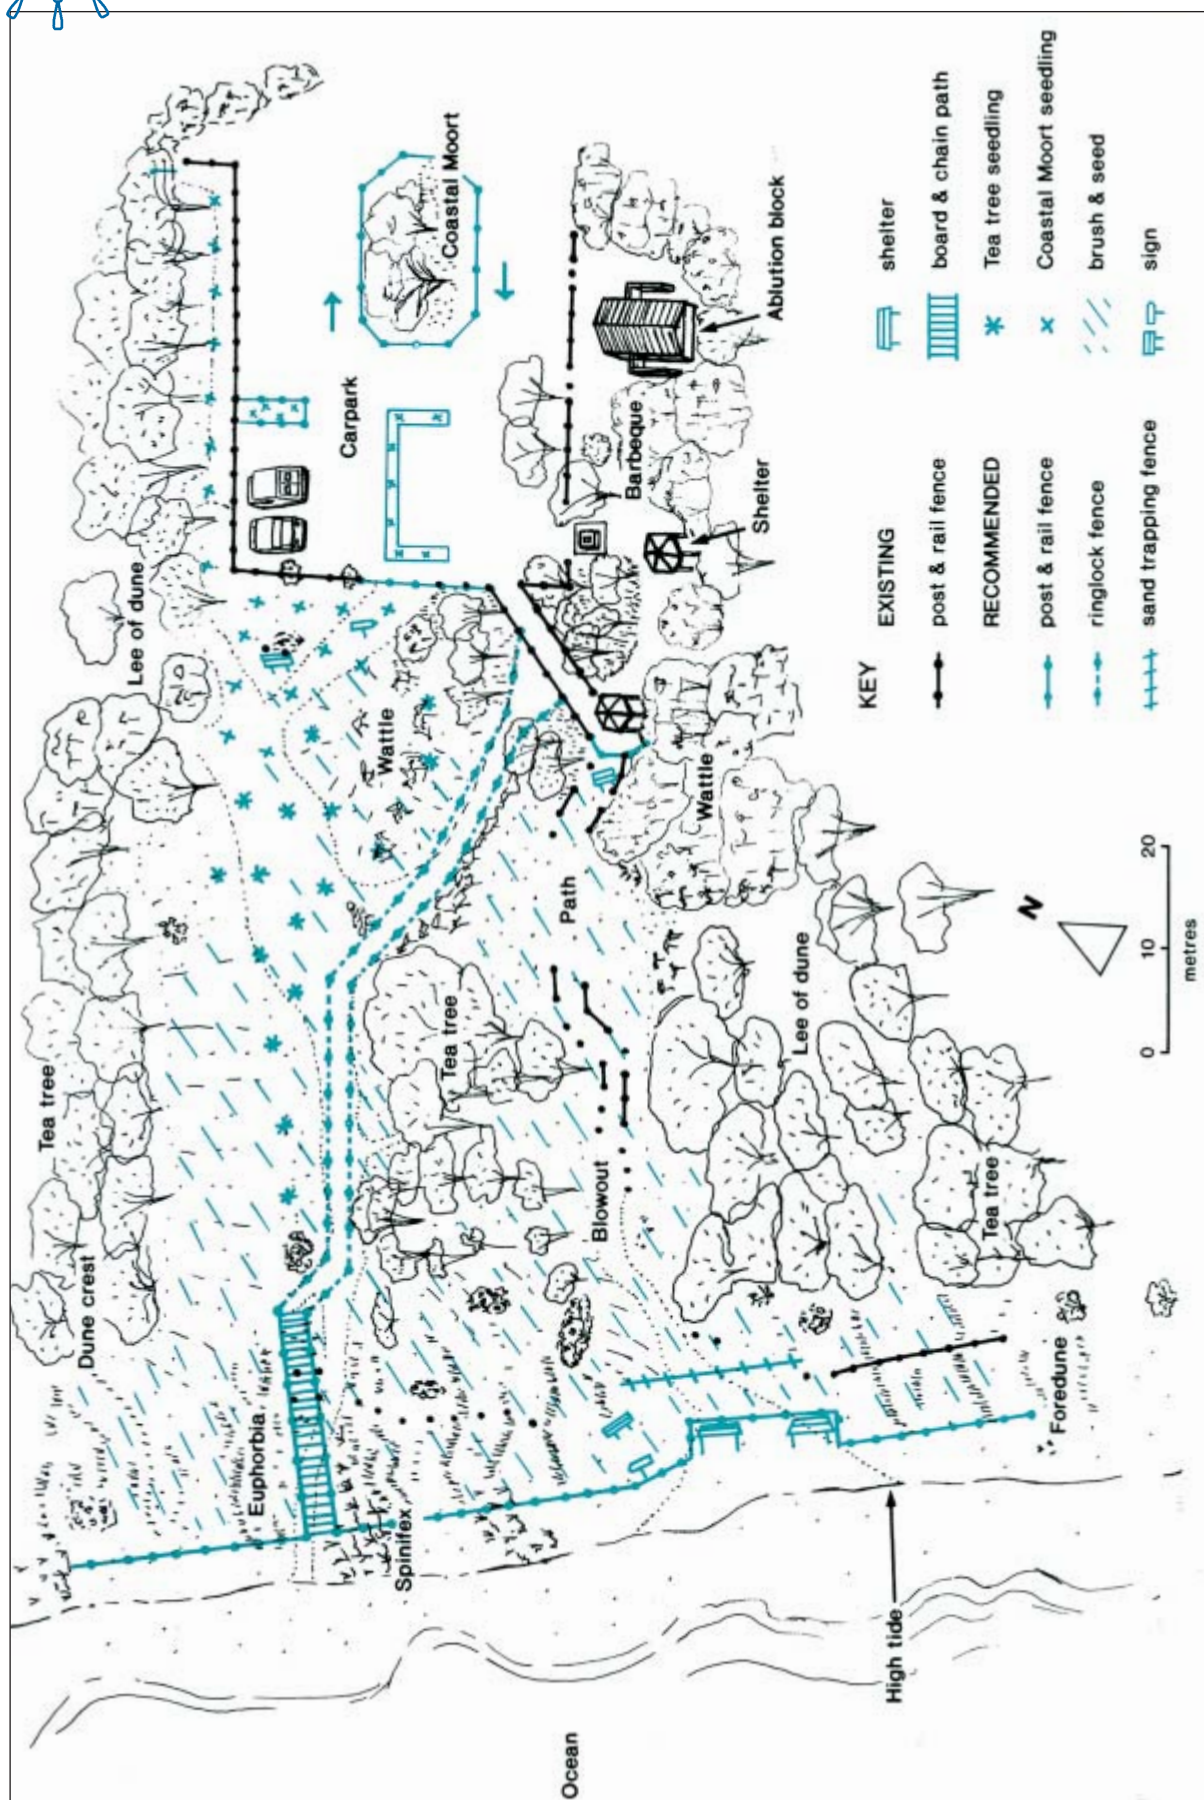 Lee of dune
Carpark
Coastal Moort
Tea tree
Wattle
Barbeque
Ablution block
Shelter
Dune crest
Tea tree
Path
Wattle
Euphorbia
Blowout
Lee of dune
Spinifex
Tea tree
Foredune
High tide
Ocean
KEY
EXISTING
post & rail fence
RECOMMENDED
post & rail fence
ringlock fence
sand trapping fence
shelter
board & chain path
Tea tree seedling
Coastal Moort seedling
brush & seed
sign
N
0 10 20
metres